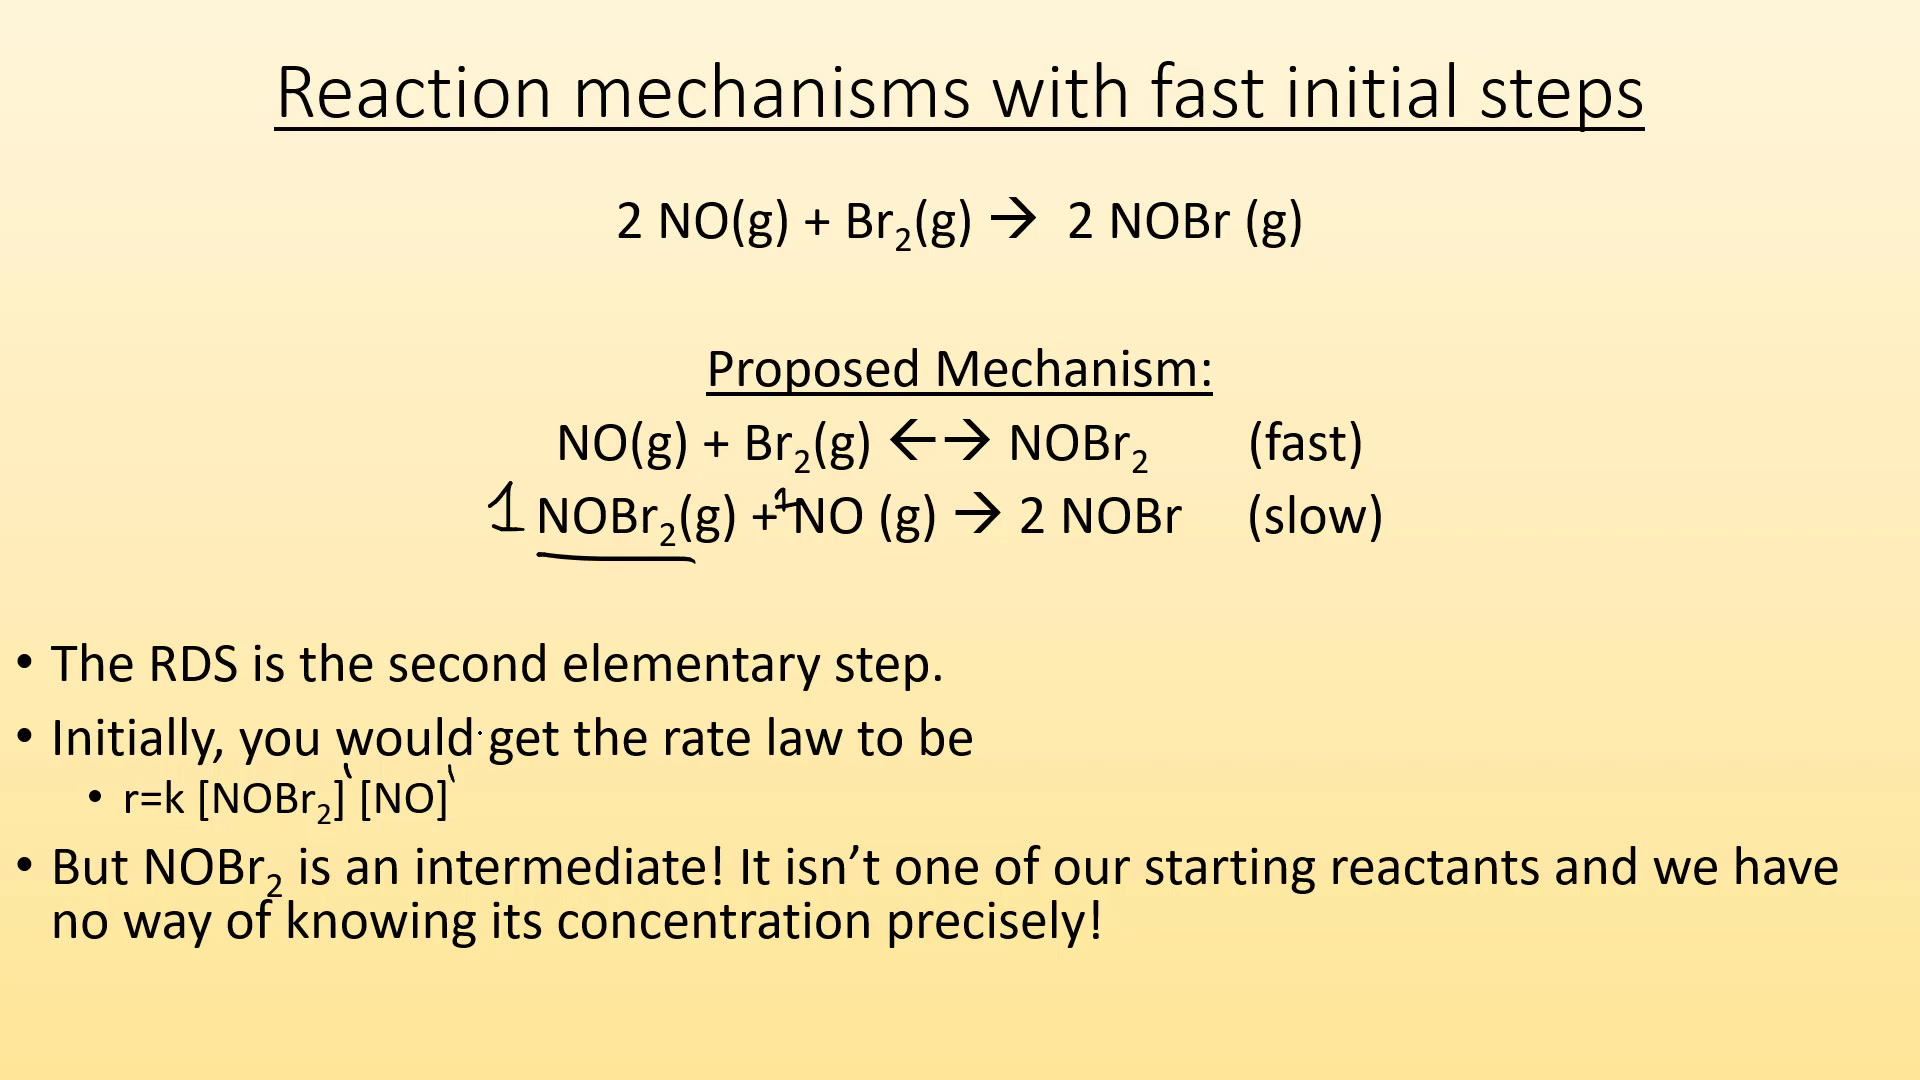 Reaction mechanisms with fast initial steps
2 NO(g) + Br₂(g) → 2 NOBr (g)
Proposed Mechanism:
NO(g) + Br₂(g) ←→ NOBr₂ (fast)
1 NOBr₂(g) + 1 NO (g) → 2 NOBr (slow)
• The RDS is the second elementary step.
• Initially, you would get the rate law to be
• r=k [NOBr₂]¹ [NO]¹
• But NOBr₂ is an intermediate! It isn’t one of our starting reactants and we have
no way of knowing its concentration precisely!